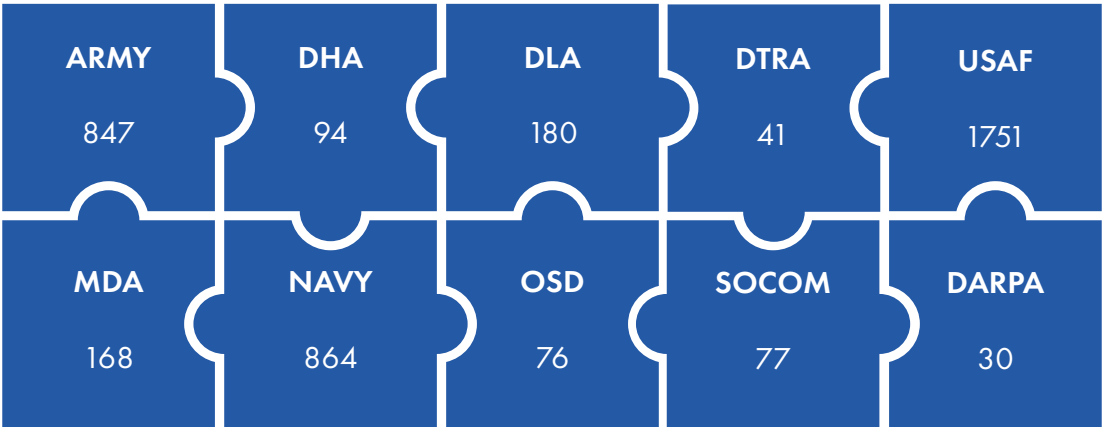 ARMY
847
DHA
94
DLA
180
DTRA
41
USAF
1751
MDA
168
NAVY
864
OSD
76
SOCOM
77
DARPA
30